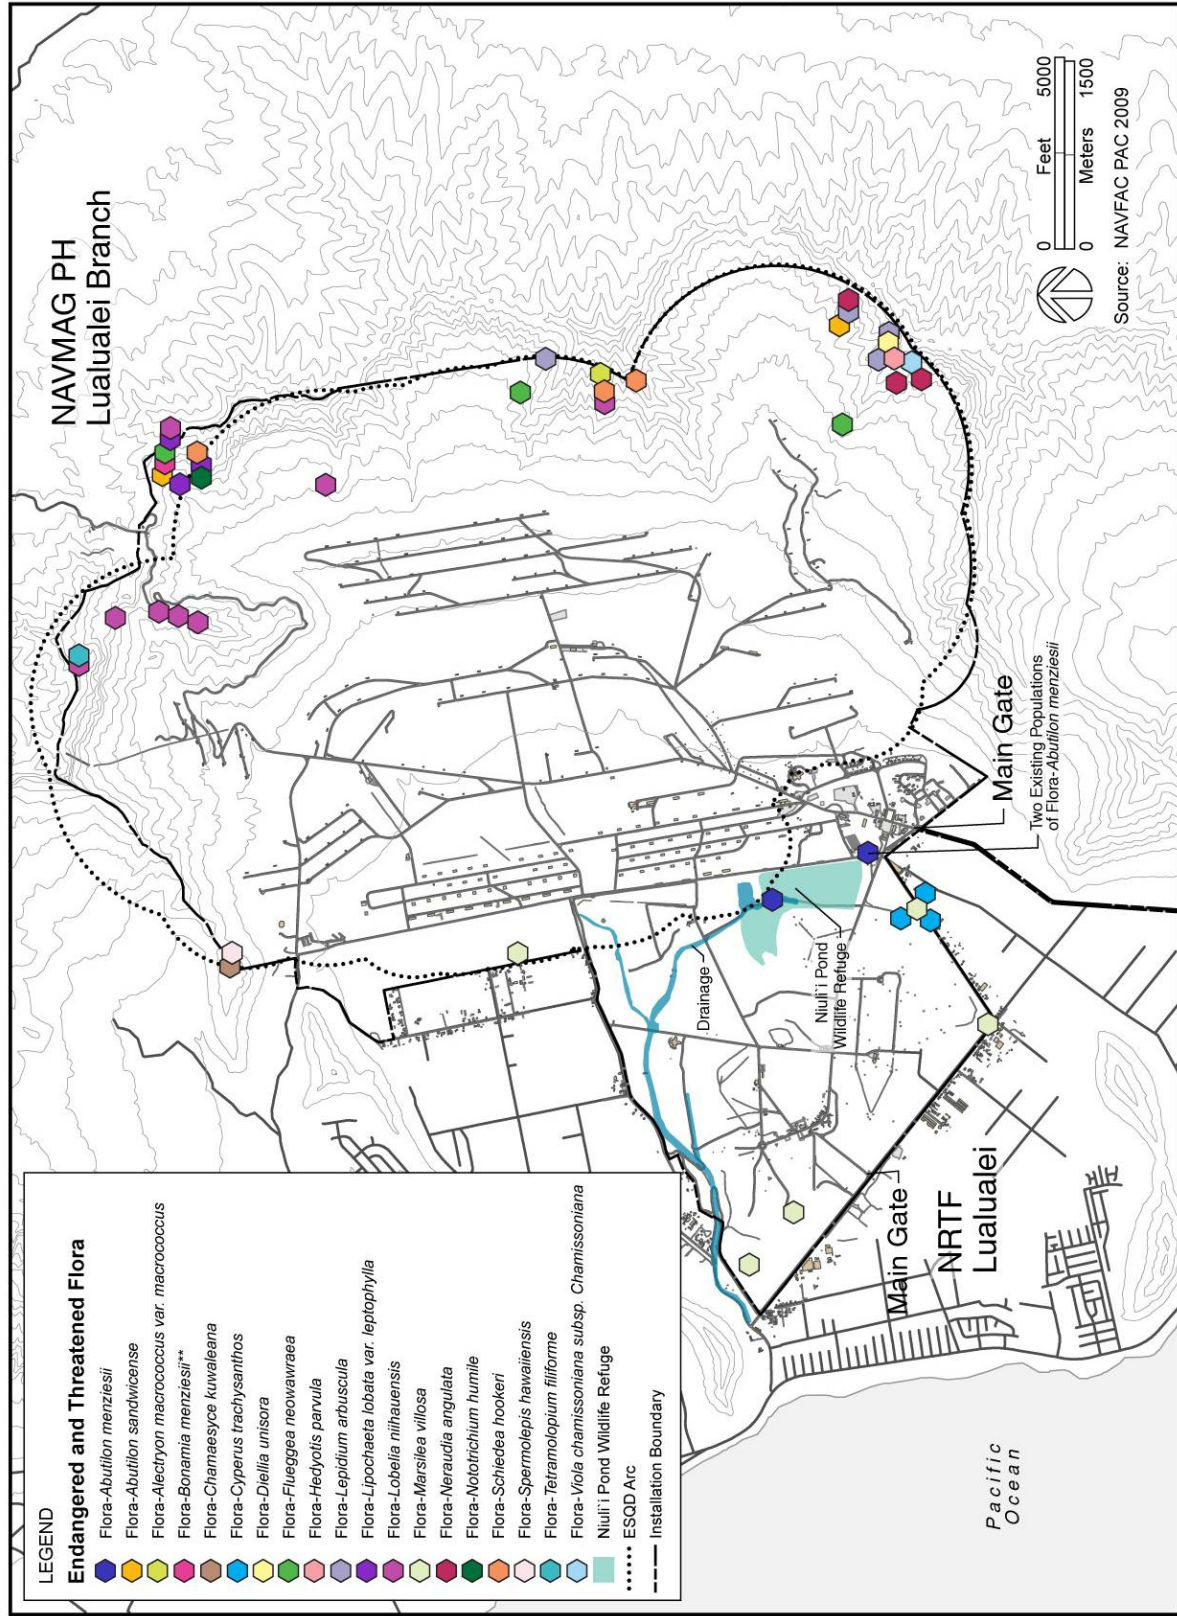 LEGEND
Endangered and Threatened Flora
Flora-Abutilon menziesii
Flora-Abutilon sandwicense
Flora-Alectryon macrococcus var. macrococcus
Flora-Bonamia menziesii**
Flora-Chamaesyce kuwaleana
Flora-Cyperus trachysanthos
Flora-Diellia unisora
Flora-Flueggea neowawraea
Flora-Hedyotis parvula
Flora-Lepidium arbuscula
Flora-Lipochaeta lobata var. leptophylla
Flora-Lobelia niihauensis
Flora-Marsilea villosa
Flora-Neraudia angulata
Flora-Nototrichium humile
Flora-Schiedea hookeri
Flora-Spermolepis hawaiiensis
Flora-Tetramolopium filiforme
Flora-Viola chamissoniana subsp. Chamissoniana
Niuli`i Pond Wildlife Refuge
ESQD Arc
Installation Boundary
NAVMAG PH
Lualualei Branch
Drainage
Niuli`i Pond
Wildlife Refuge
Main Gate
Two Existing Populations
of Flora-Abutilon menziesii
Main Gate
NRTF
Lualualei
Pacific
Ocean
0 Feet 5000
0 Meters 1500
Source: NAVFAC PAC 2009